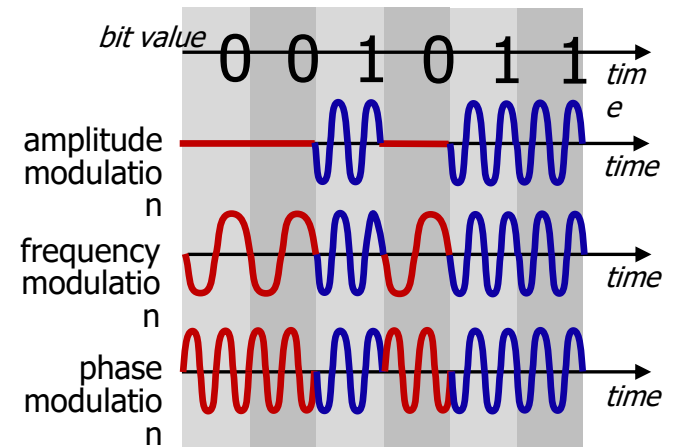 bit value 0 0 1 0 1 1
tim
e
amplitude
modulatio
n
time
frequency
modulatio
n
time
phase
modulatio
n
time